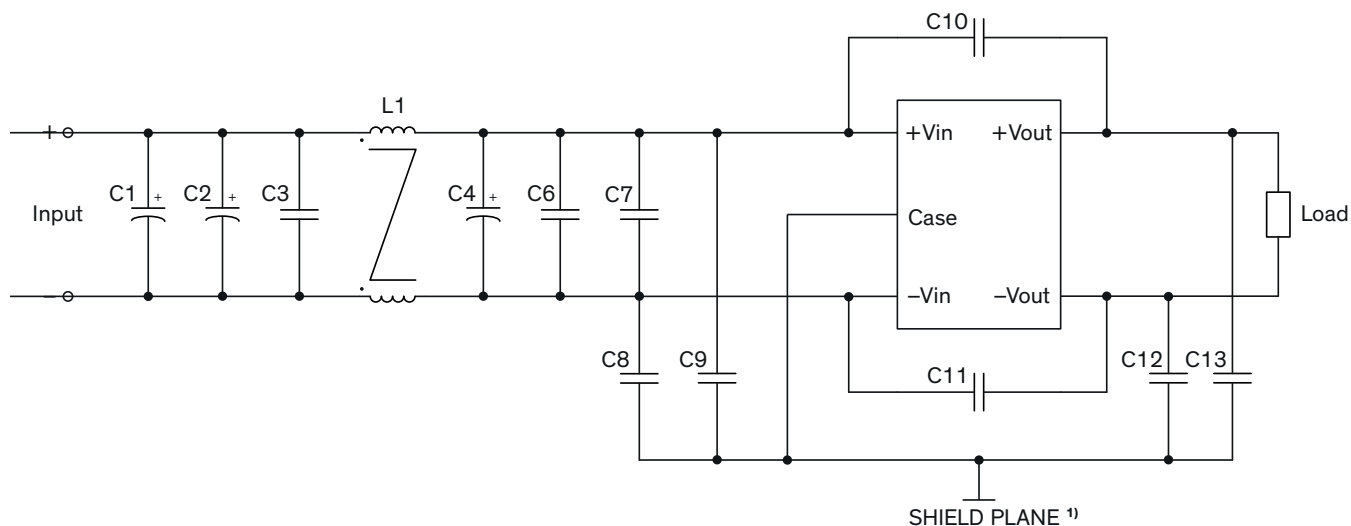 C10
L1
+
+Vin +Vout
C1 + C2 + C3 C4 + C6 C7
Input
Case
Load
−
−Vin −Vout
C8 C9 C11 C12 C13
SHIELD PLANE ¹⁾